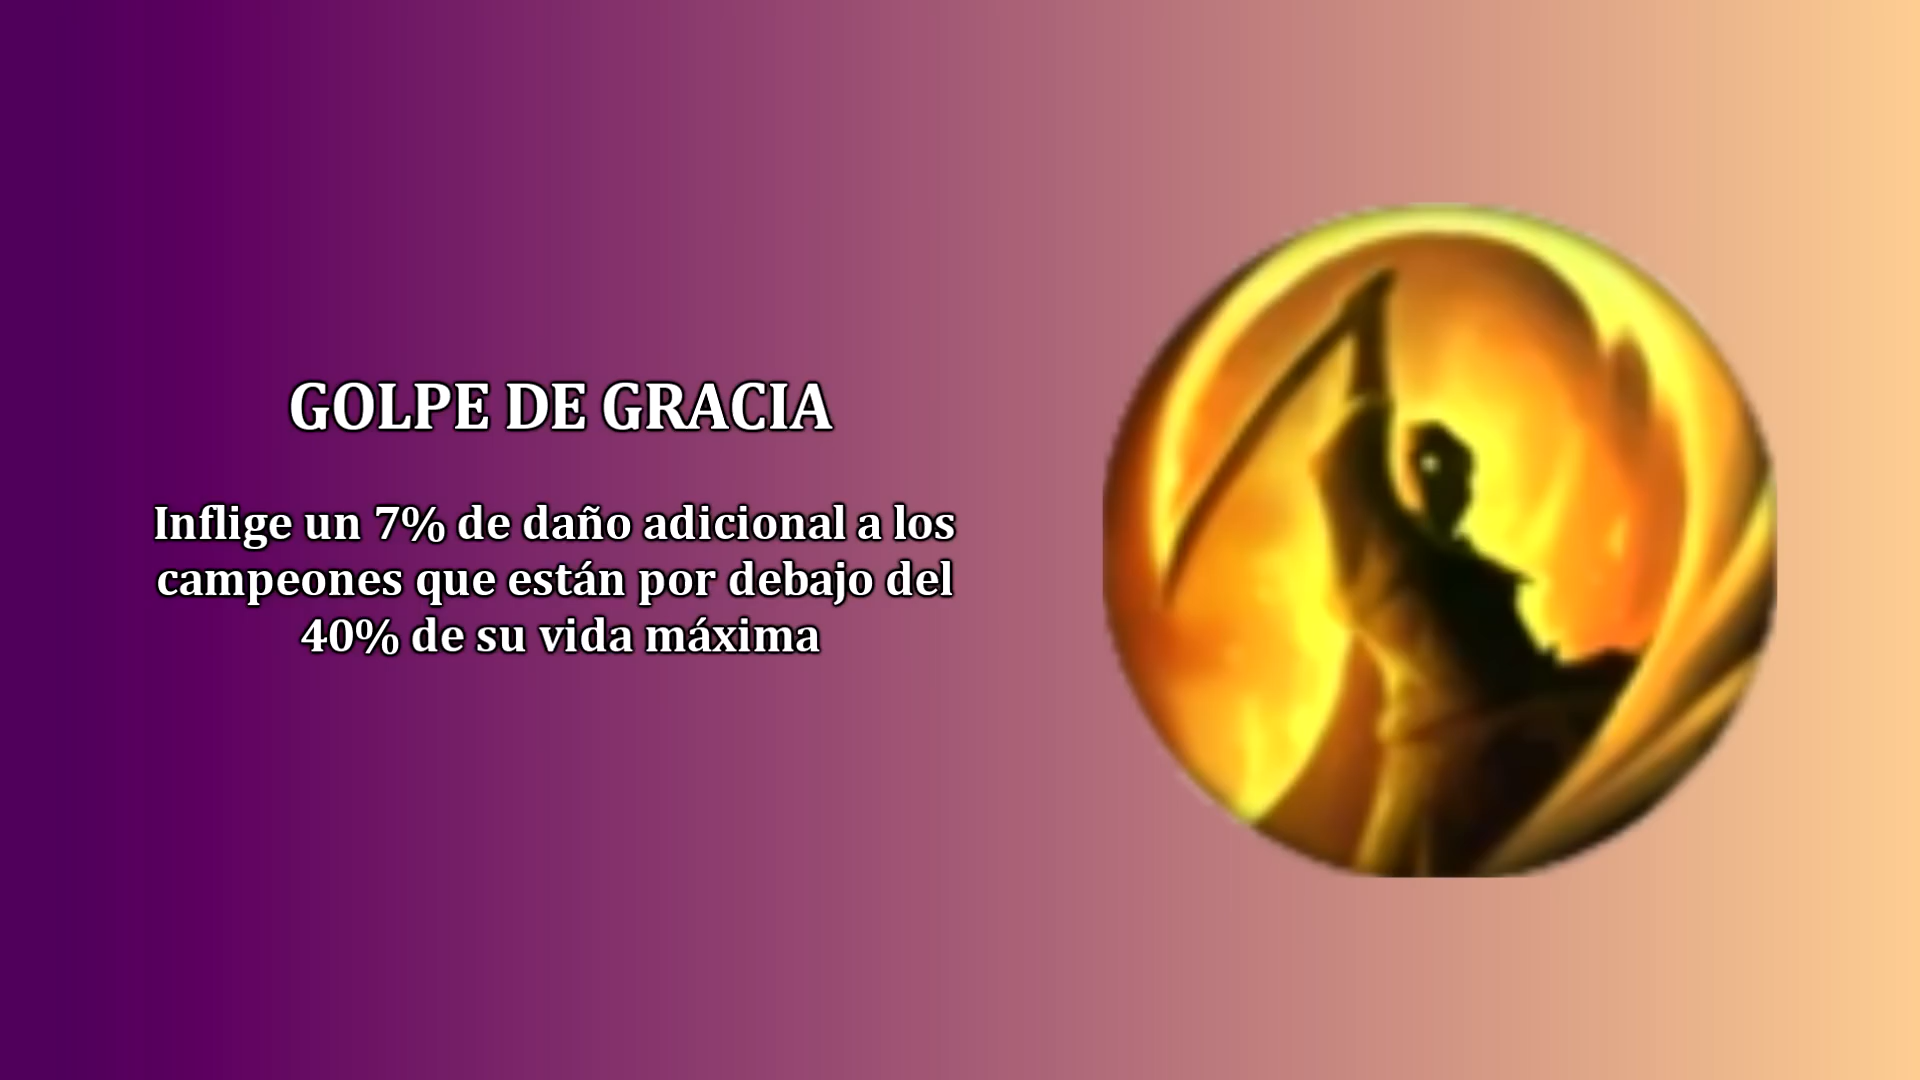 GOLPE DE GRACIA
Inflige un 7% de daño adicional a los
campeones que están por debajo del
40% de su vida máxima